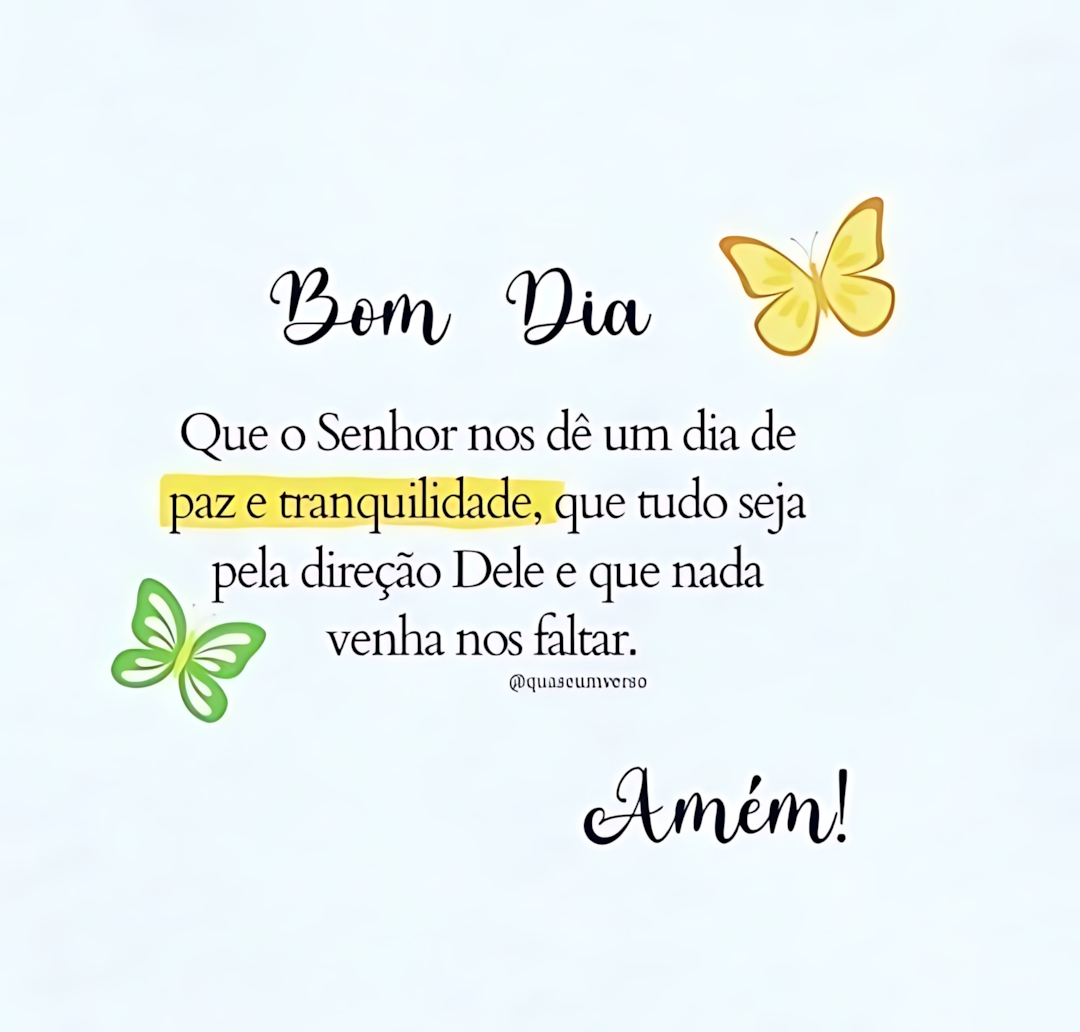 Bom Dia
Que o Senhor nos dê um dia de
paz e tranquilidade, que tudo seja
pela direção Dele e que nada
venha nos faltar.
@quaseumverso
Amém!